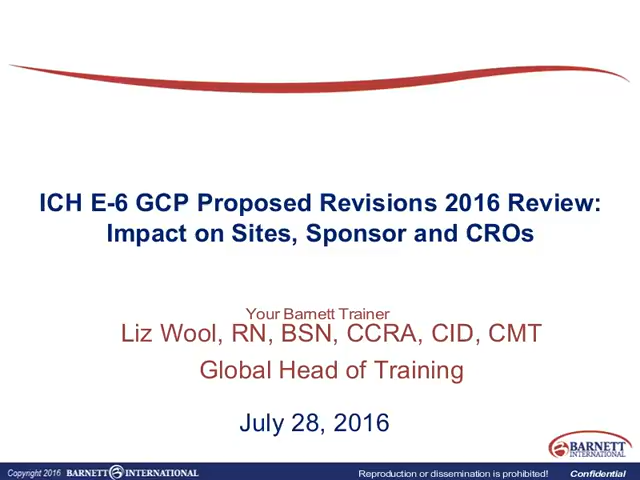 ICH E-6 GCP Proposed Revisions 2016 Review:
Impact on Sites, Sponsor and CROs
Your Barnett Trainer
Liz Wool, RN, BSN, CCRA, CID, CMT
Global Head of Training
July 28, 2016
BARNETT
INTERNATIONAL
Copyright 2016 BARNETT INTERNATIONAL Reproduction or dissemination is prohibited! Confidential